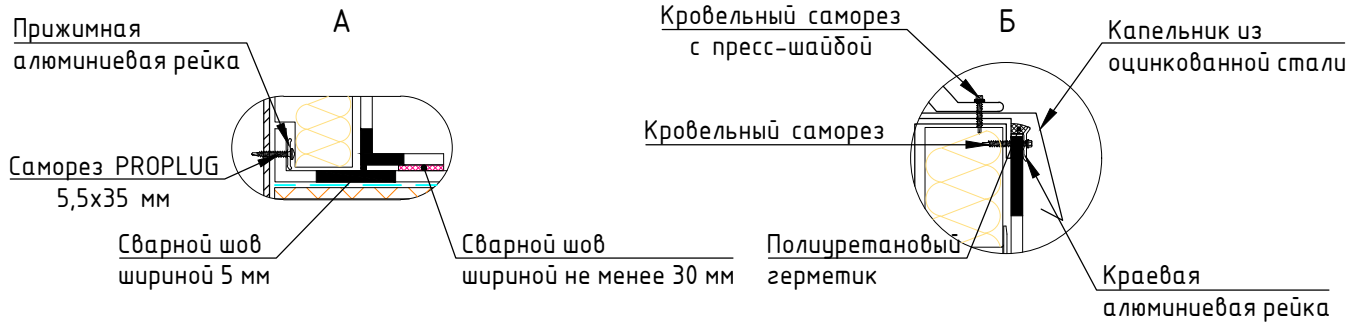 А
Прижимная
алюминиевая рейка
Саморез PROPLUG
5,5х35 мм
Сварной шов
шириной 5 мм
Сварной шов
шириной не менее 30 мм
Б
Кровельный саморез
с пресс-шайбой
Капельник из
оцинкованной стали
Кровельный саморез
Полиуретановый
герметик
Краевая
алюминиевая рейка